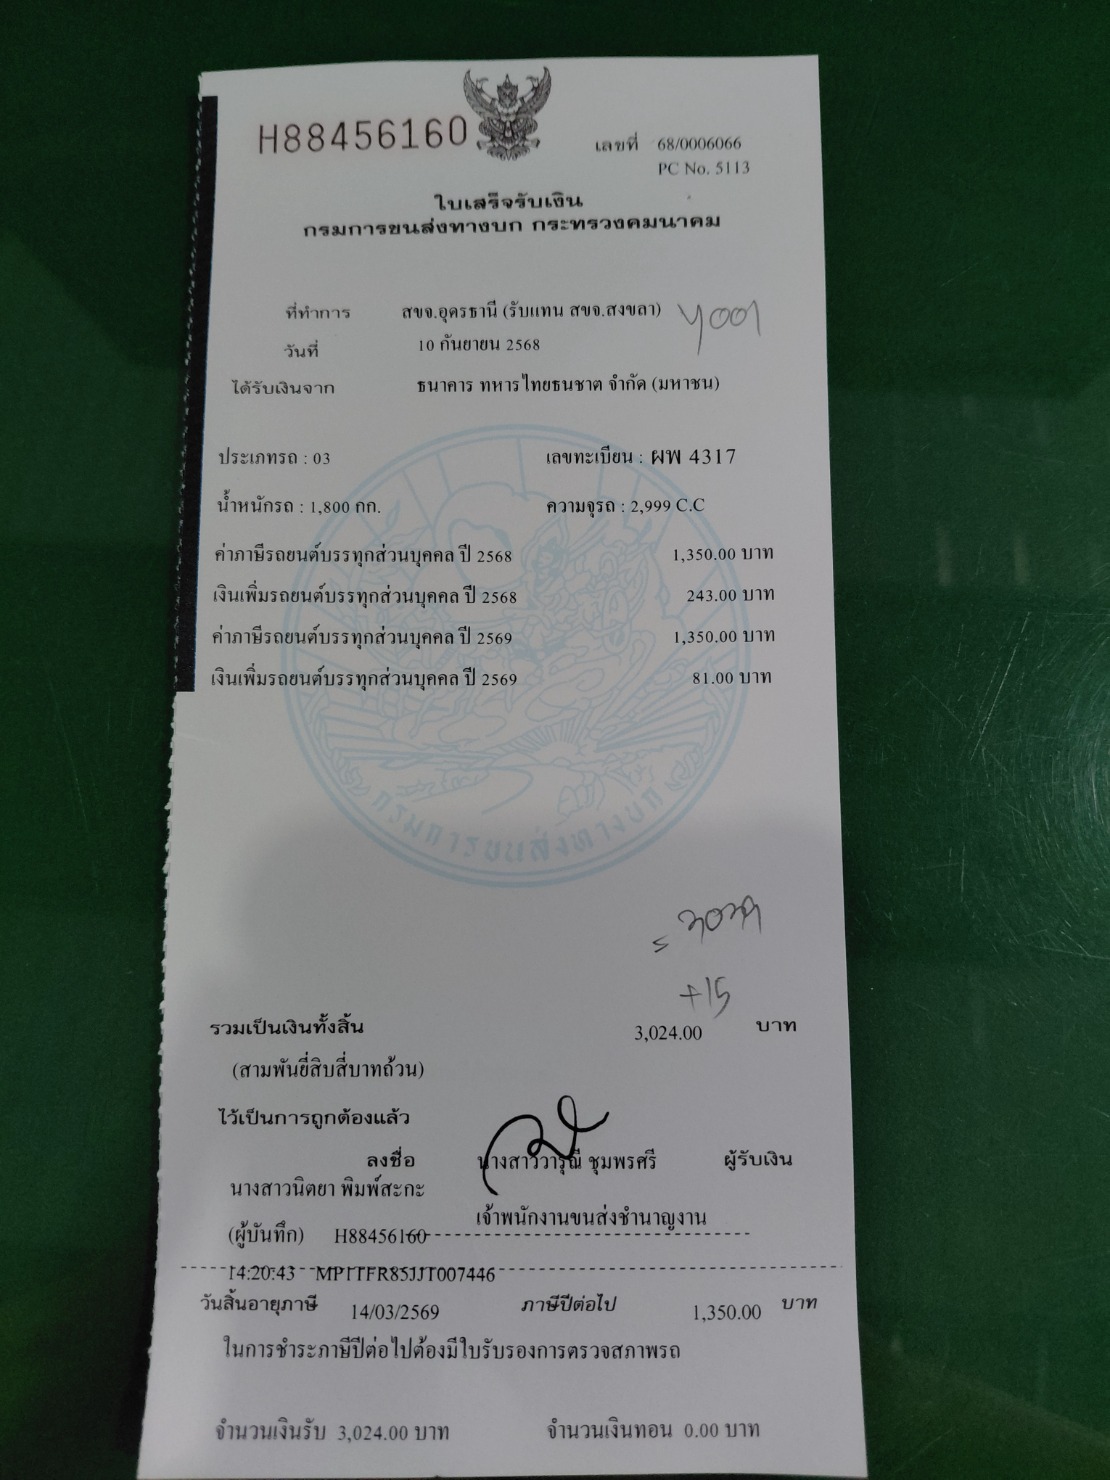 H88456160
เลขที่ 68/0006066
PC No. 5113
ใบเสร็จรับเงิน
กรมการขนส่งทางบก กระทรวงคมนาคม
ที่ทำการ สขจ.อุดรธานี (รับแทน สขจ.สงขลา)
วันที่ 10 กันยายน 2568
ได้รับเงินจาก ธนาคาร ทหารไทยธนชาต จำกัด (มหาชน)
ประเภทรถ : 03 เลขทะเบียน : ผพ 4317
น้ำหนักรถ : 1,800 กก. ความจุรถ : 2,999 C.C
ค่าภาษีรถยนต์บรรทุกส่วนบุคคล ปี 2568 1,350.00 บาท
เงินเพิ่มรถยนต์บรรทุกส่วนบุคคล ปี 2568 243.00 บาท
ค่าภาษีรถยนต์บรรทุกส่วนบุคคล ปี 2569 1,350.00 บาท
เงินเพิ่มรถยนต์บรรทุกส่วนบุคคล ปี 2569 81.00 บาท
กรมการขนส่งทางบก
+15
รวมเป็นเงินทั้งสิ้น 3,024.00 บาท
(สามพันยี่สิบสี่บาทถ้วน)
ไว้เป็นการถูกต้องแล้ว
ลงชื่อ นางสาววารุณี ชุมพรศรี ผู้รับเงิน
นางสาวนิตยา พิมพ์สะกะ
เจ้าพนักงานขนส่งชำนาญงาน
(ผู้บันทึก) H88456160
14:20:43 MP1TFR85JJT007446
วันสิ้นอายุภาษี 14/03/2569 ภาษีปีต่อไป 1,350.00 บาท
ในการชำระภาษีปีต่อไปต้องมีใบรับรองการตรวจสภาพรถ
จำนวนเงินรับ 3,024.00 บาท จำนวนเงินทอน 0.00 บาท